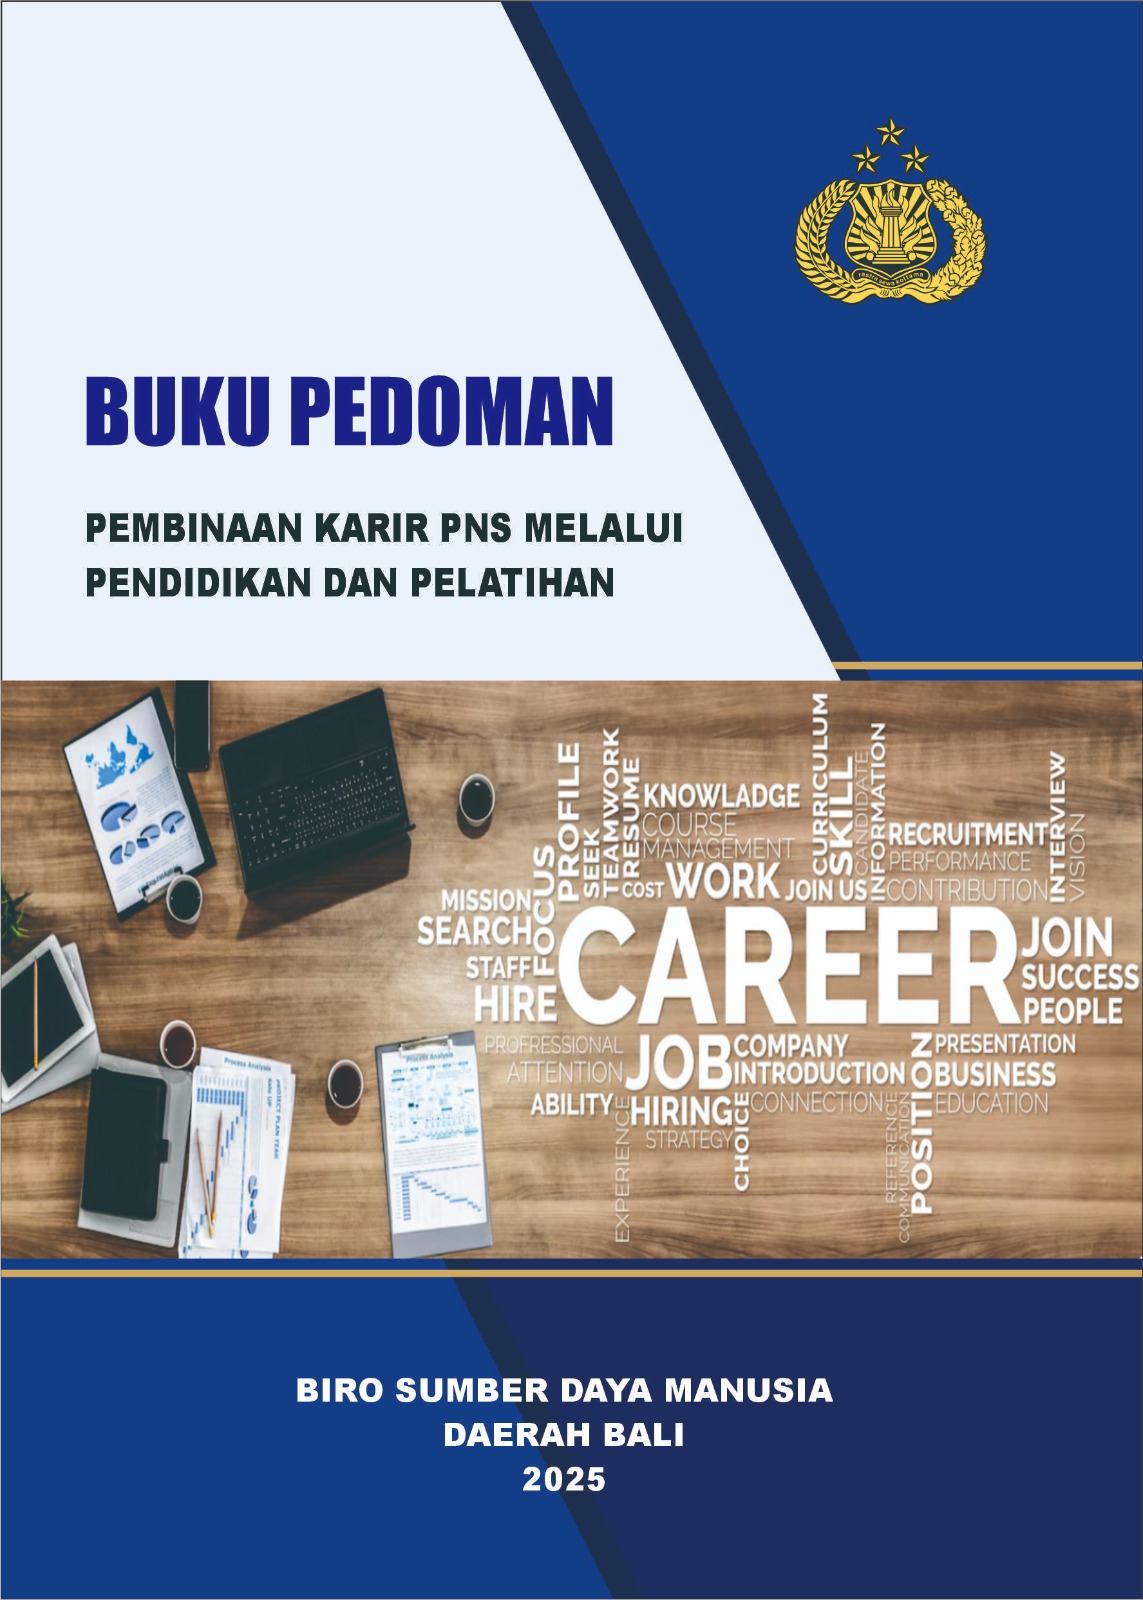 rastra sewakottama
BUKU PEDOMAN
PEMBINAAN KARIR PNS MELALUI
PENDIDIKAN DAN PELATIHAN
CURRICULUM
PROFILE
SEEK
TEAMWORK
RESUME
KNOWLADGE
COURSE
MANAGEMENT
SKILL
CANDIDATE
INFORMATION
RECRUITMENT
PERFORMANCE
CONTRIBUTION
INTERVIEW
VISION
COST
WORK
JOIN US
MISSION
SEARCH
FOCUS
STAFF
HIRE
CAREER
JOIN
SUCCESS
PEOPLE
PROFRESSIONAL
ATTENTION
JOB
COMPANY
INTRODUCTION
POSITION
PRESENTATION
BUSINESS
ABILITY
EXPERIENCE
HIRING
STRATEGY
CHOICE
CONNECTION
REFERENCE
COMMUNICATION
EDUCATION
Process Analysis
PROJECT PLAN YEAR
Process Analysis
BIRO SUMBER DAYA MANUSIA
DAERAH BALI
2025